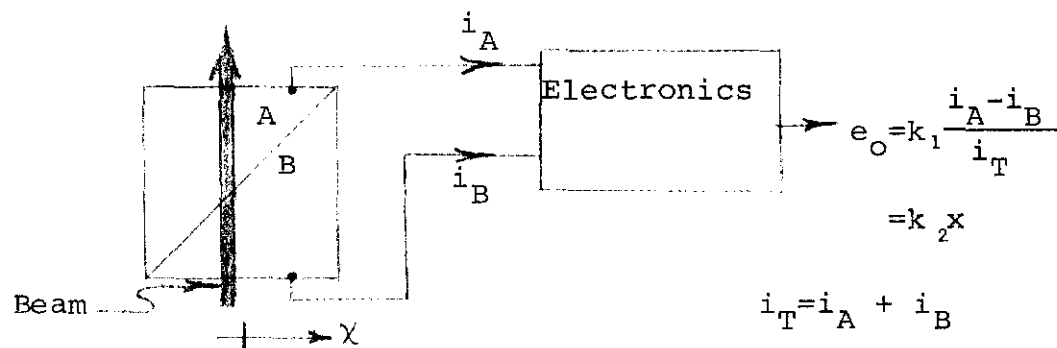 i_A
Electronics
A
B
e_o=k_1 (i_A-i_B)/i_T
i_B
=k_2x
Beam
i_T=i_A + i_B
χ